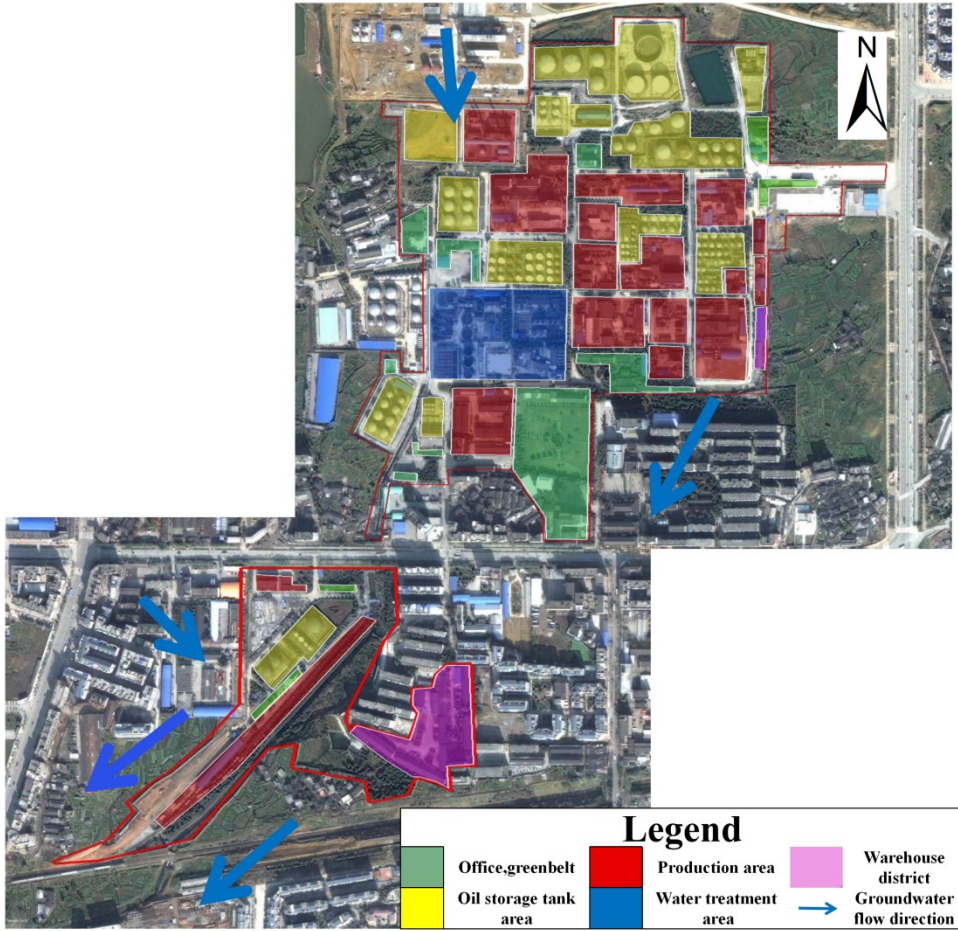 N
Legend
Office,greenbelt
Production area
Warehouse
district
Oil storage tank
area
Water treatment
area
Groundwater
flow direction